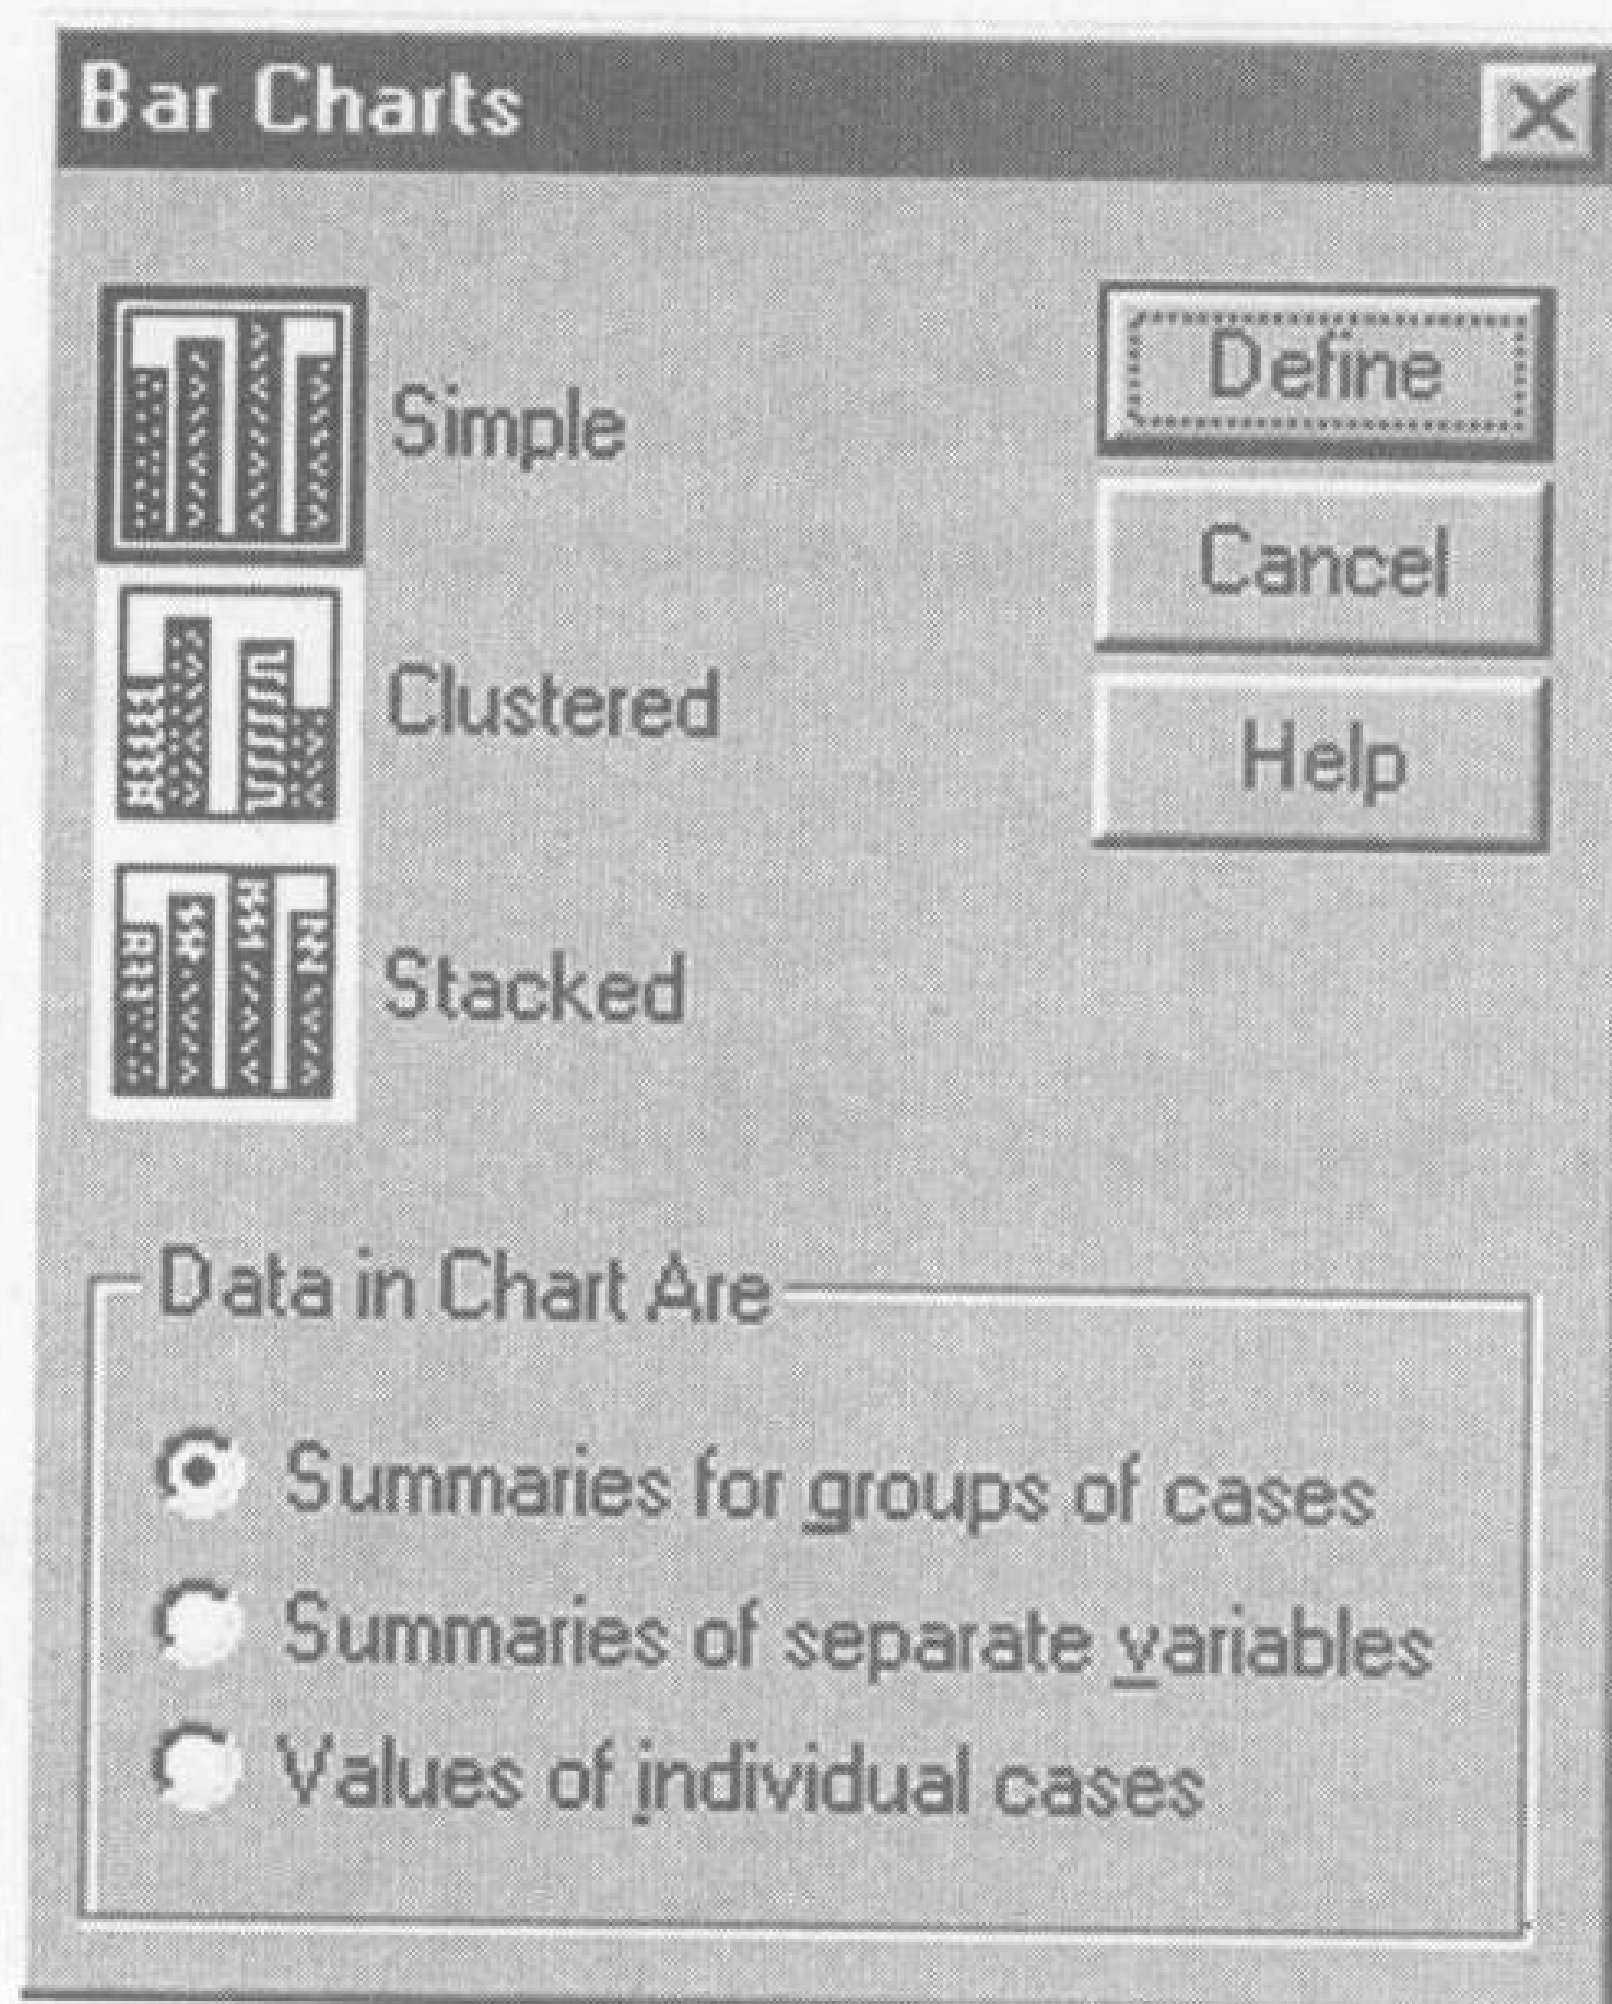 Bar Charts
Simple
Define
Cancel
Clustered
Help
Stacked
Data in Chart Are
Summaries for groups of cases
Summaries of separate variables
Values of individual cases